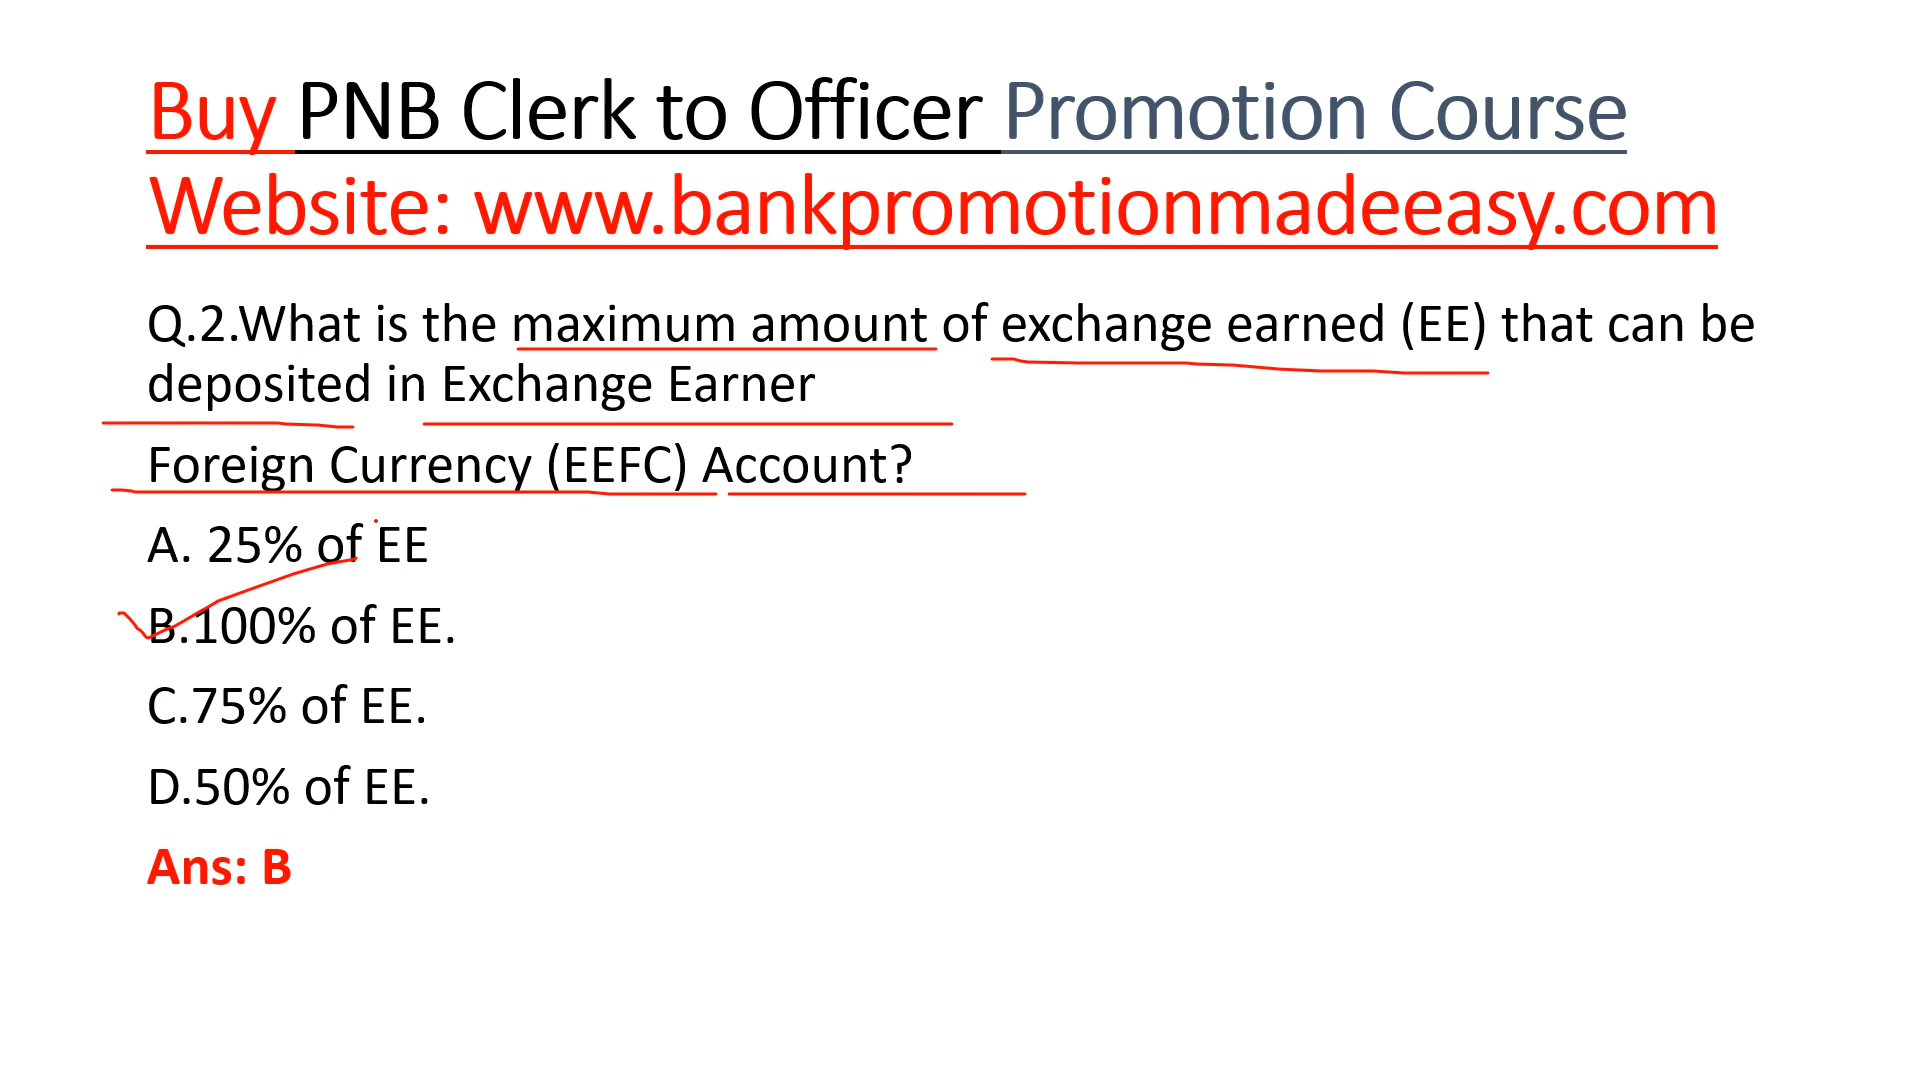 Buy PNB Clerk to Officer Promotion Course
Website: www.bankpromotionmadeeasy.com
Q.2.What is the maximum amount of exchange earned (EE) that can be
deposited in Exchange Earner
Foreign Currency (EEFC) Account?
A. 25% of EE
B.100% of EE.
C.75% of EE.
D.50% of EE.
Ans: B